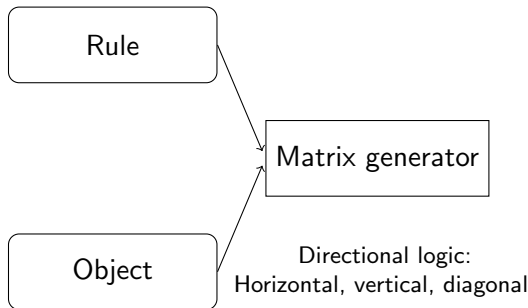 Rule
Matrix generator
Object
Directional logic:
Horizontal, vertical, diagonal